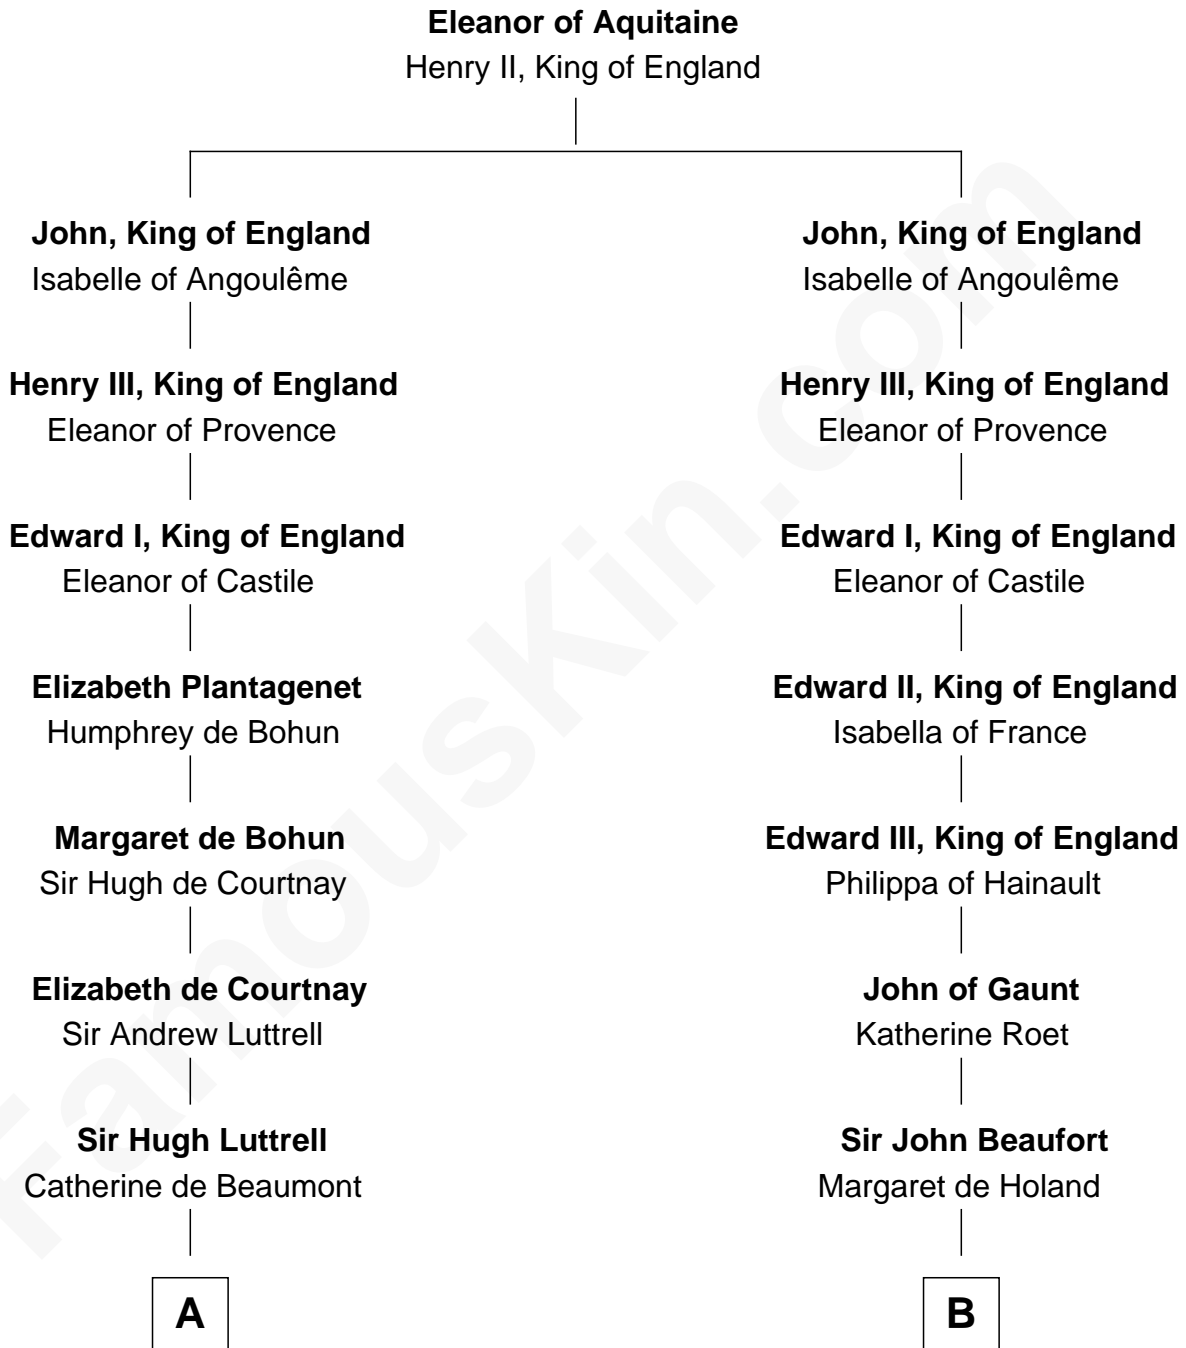 Eleanor of Aquitaine
Henry II, King of England
John, King of England
Isabelle of Angoulême
Henry III, King of England
Eleanor of Provence
Edward I, King of England
Eleanor of Castile
Elizabeth Plantagenet
Humphrey de Bohun
Margaret de Bohun
Sir Hugh de Courtnay
Elizabeth de Courtnay
Sir Andrew Luttrell
Sir Hugh Luttrell
Catherine de Beaumont
A
John, King of England
Isabelle of Angoulême
Henry III, King of England
Eleanor of Provence
Edward I, King of England
Eleanor of Castile
Edward II, King of England
Isabella of France
Edward III, King of England
Philippa of Hainault
John of Gaunt
Katherine Roet
Sir John Beaufort
Margaret de Holand
B
FamousKin.com